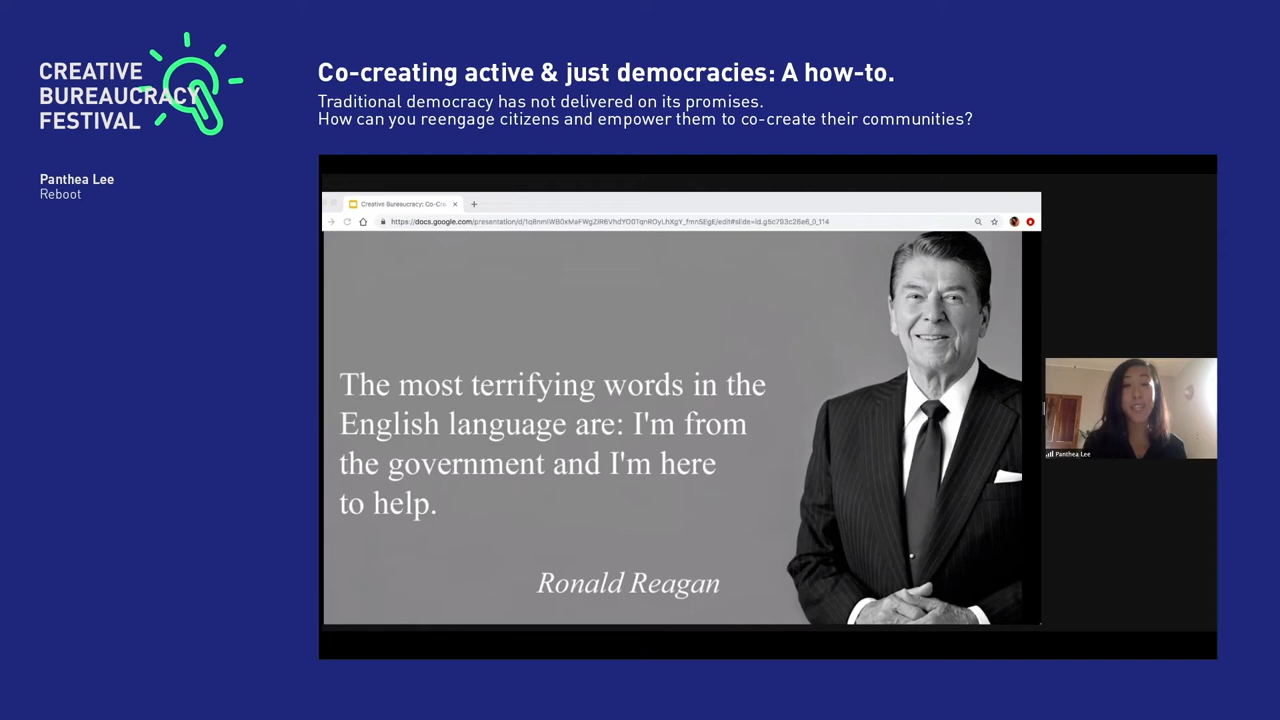 CREATIVE
BUREAUCRACY
FESTIVAL
Co-creating active & just democracies: A how-to.
Traditional democracy has not delivered on its promises.
How can you reengage citizens and empower them to co-create their communities?
Panthea Lee
Reboot
Creative Bureaucracy: Co-Cre
The most terrifying words in the
English language are: I'm from
the government and I'm here
to help.
Ronald Reagan
Panthea Lee